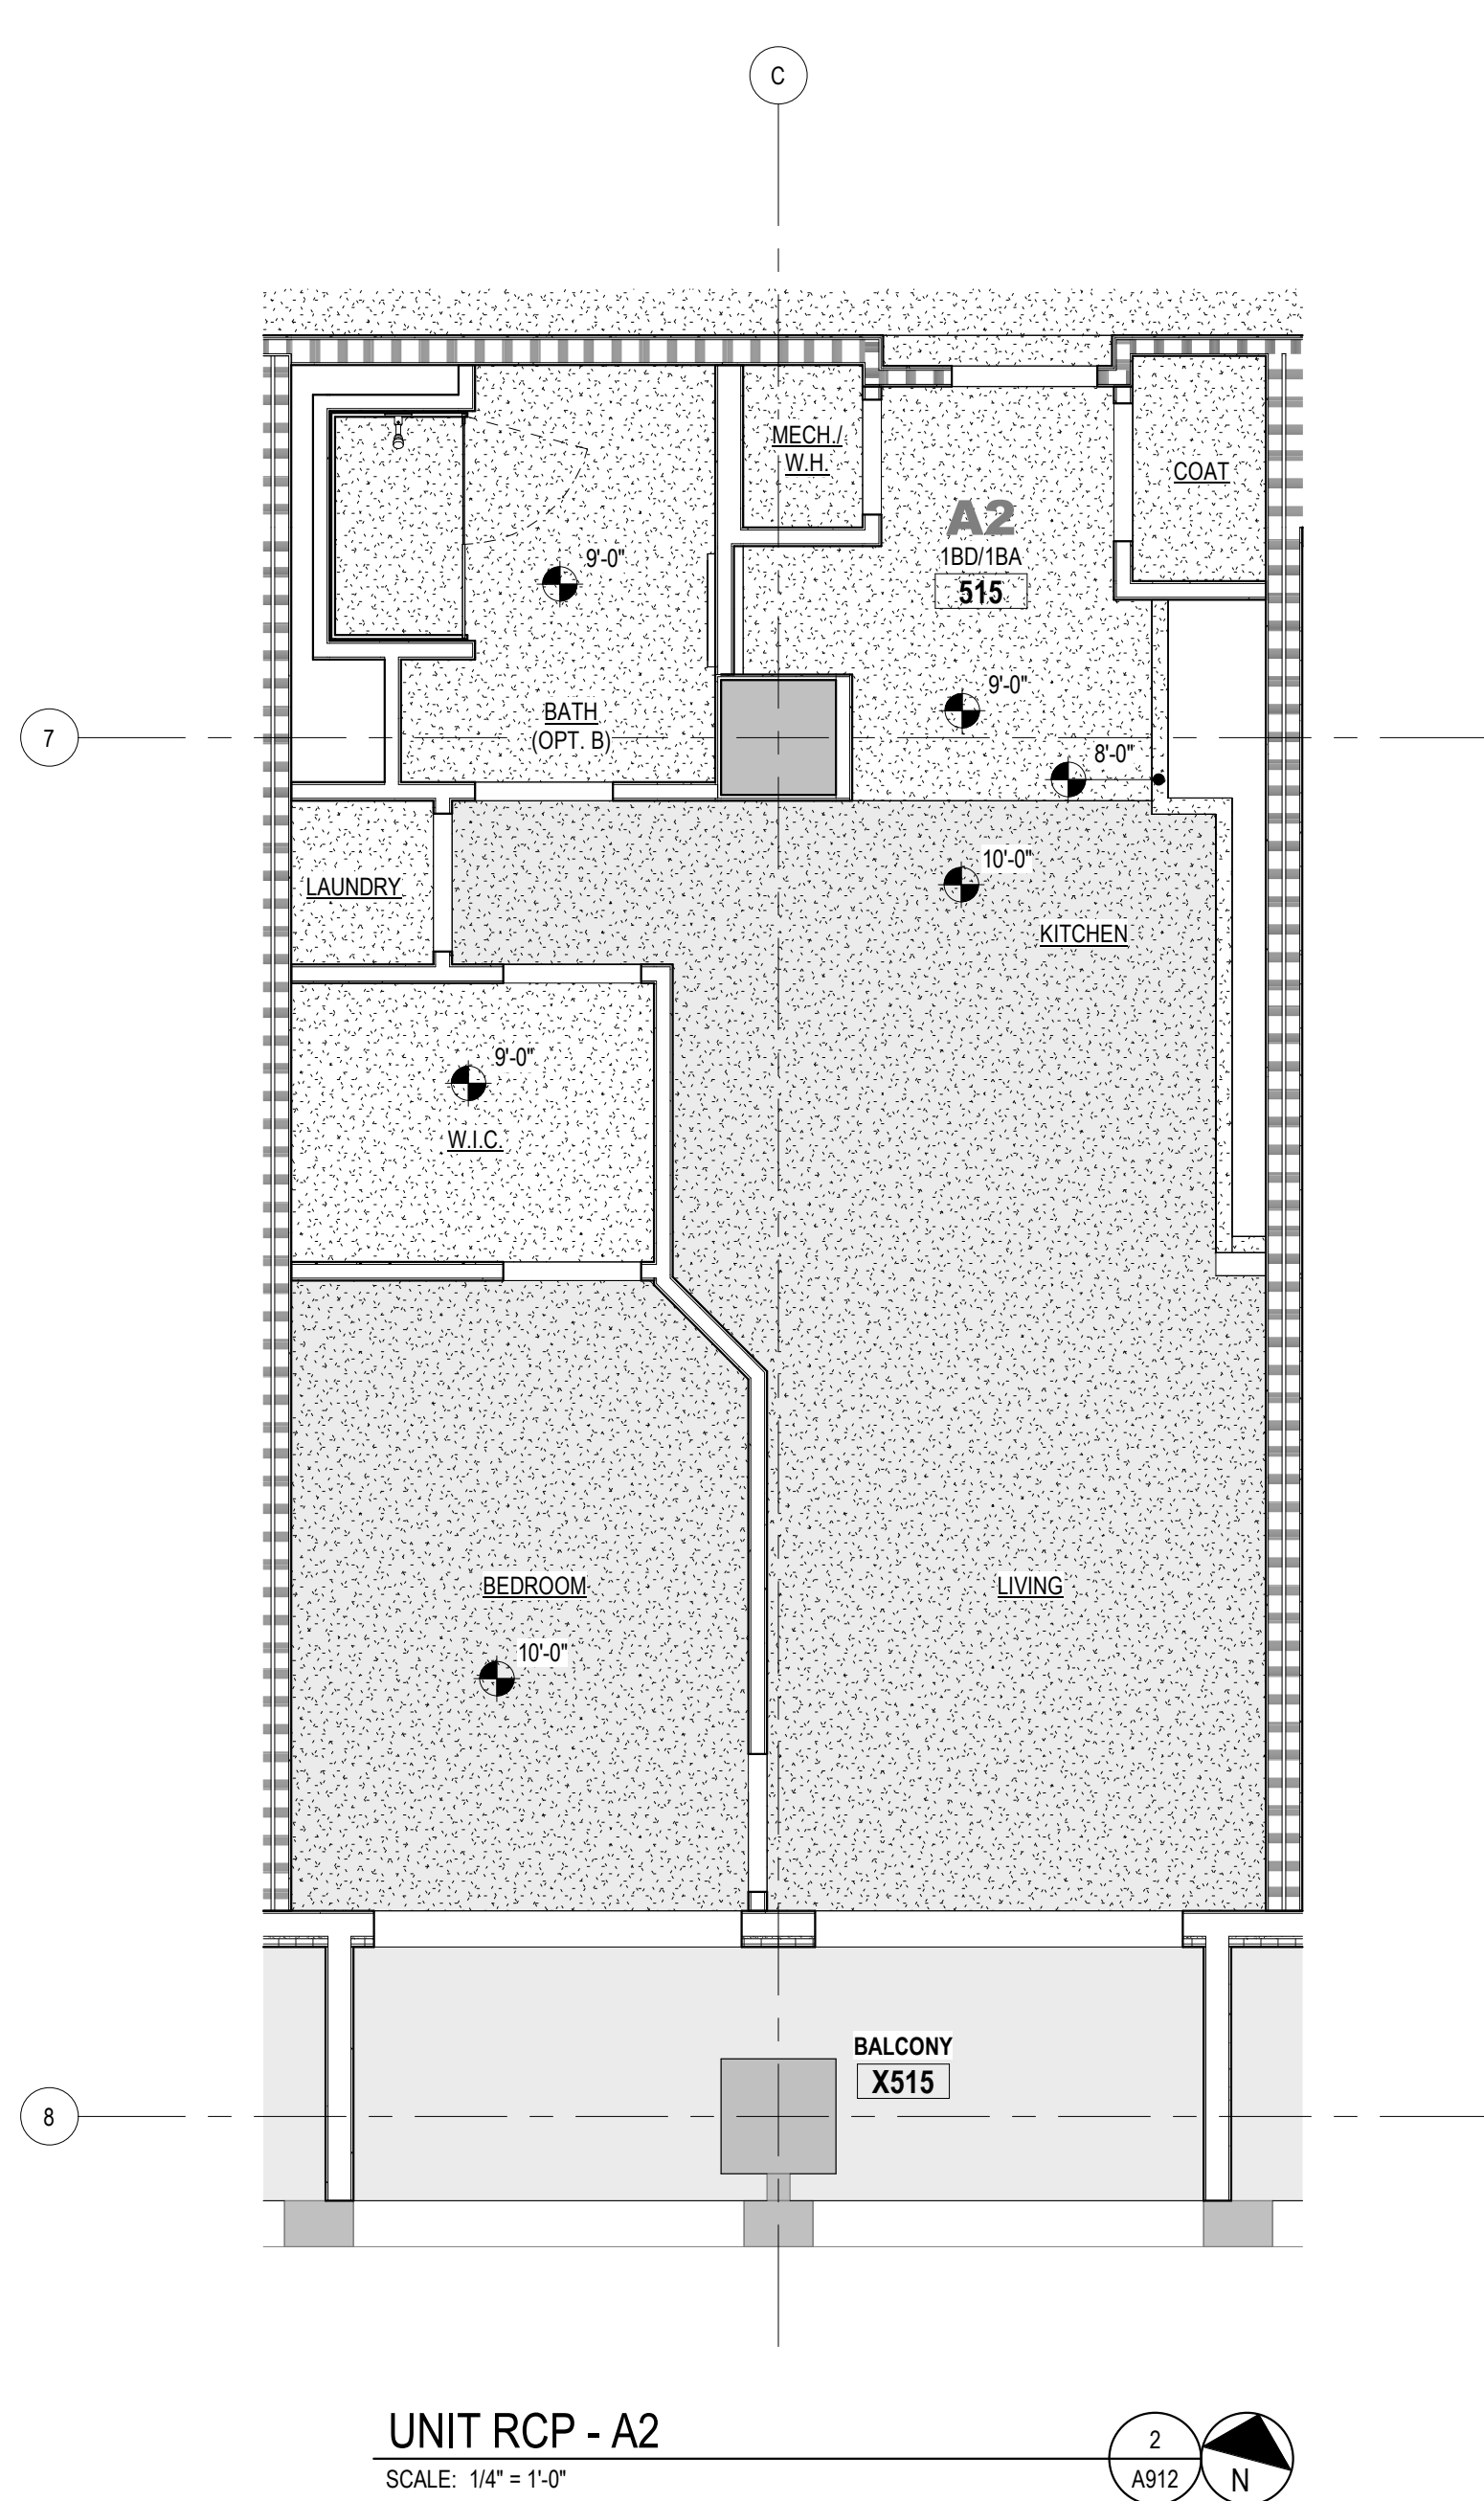 C
MECH./
W.H.
COAT
A2
1BD/1BA
515
9'-0"
9'-0"
BATH
(OPT. B)
7
8'-0"
10'-0"
LAUNDRY
KITCHEN
9'-0"
W.I.C.
BEDROOM
LIVING
10'-0"
BALCONY
X515
8
UNIT RCP - A2
SCALE: 1/4" = 1'-0"
2
A912
N